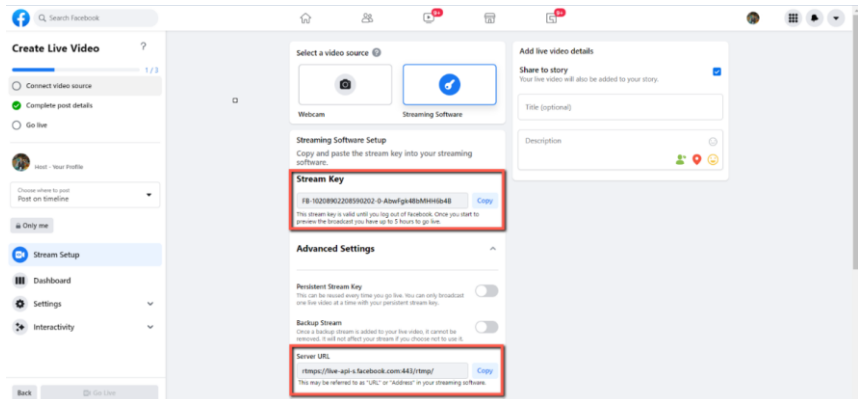 Search Facebook
9+
9+
Create Live Video
?
1 / 3
Connect video source
Complete post details
Go live
Host - Your Profile
Choose where to post
Post on timeline
Only me
Stream Setup
Dashboard
Settings
Interactivity
Back
Go Live
Select a video source
Webcam
Streaming Software
Streaming Software Setup
Copy and paste the stream key into your streaming
software.
Stream Key
FB-10208902208590202-0-AbwFgk4BbMHH6b4B
Copy
This stream key is valid until you log out of Facebook. Once you start to
preview the broadcast you have up to 5 hours to go live.
Advanced Settings
Persistent Stream Key
This can be reused every time you go live. You can only broadcast
one live video at a time with your persistent stream key.
Backup Stream
Once a backup stream is added to your live video, it cannot be
removed. It will not affect your stream if you choose not to use it.
Server URL
rtmps://live-api-s.facebook.com:443/rtmp/
Copy
This may be referred to as "URL" or "Address" in your streaming software.
Add live video details
Share to story
Your live video will also be added to your story.
Title (optional)
Description